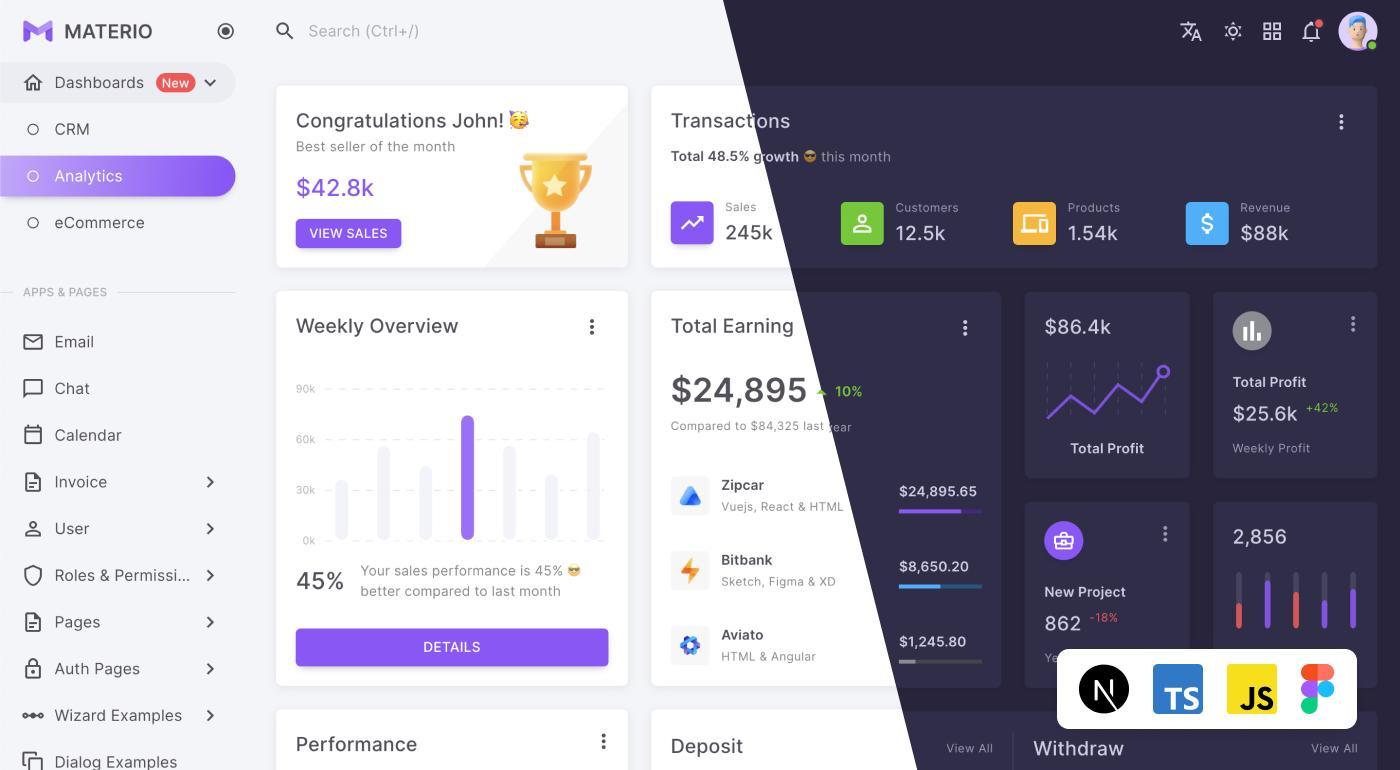 MATERIO
Search (Ctrl+/)
Dashboards New
CRM
Analytics
eCommerce
APPS & PAGES
Email
Chat
Calendar
Invoice
User
Roles & Permissi...
Pages
Auth Pages
Wizard Examples
Dialog Examples
Congratulations John! 🥳
Best seller of the month
$42.8k
VIEW SALES
Transactions
Total 48.5% growth 😎 this month
Sales
245k
Customers
12.5k
Products
1.54k
Revenue
$88k
Weekly Overview
90k
60k
30k
0k
45%
Your sales performance is 45% 😎
better compared to last month
DETAILS
Total Earning
$24,895 10%
Compared to $84,325 last year
Zipcar
Vuejs, React & HTML
$24,895.65
Bitbank
Sketch, Figma & XD
$8,650.20
Aviato
HTML & Angular
$1,245.80
$86.4k
Total Profit
Total Profit
$25.6k +42%
Weekly Profit
New Project
862 -18%
Ye
2,856
N
TS
JS
Performance
Deposit
View All
Withdraw
View All